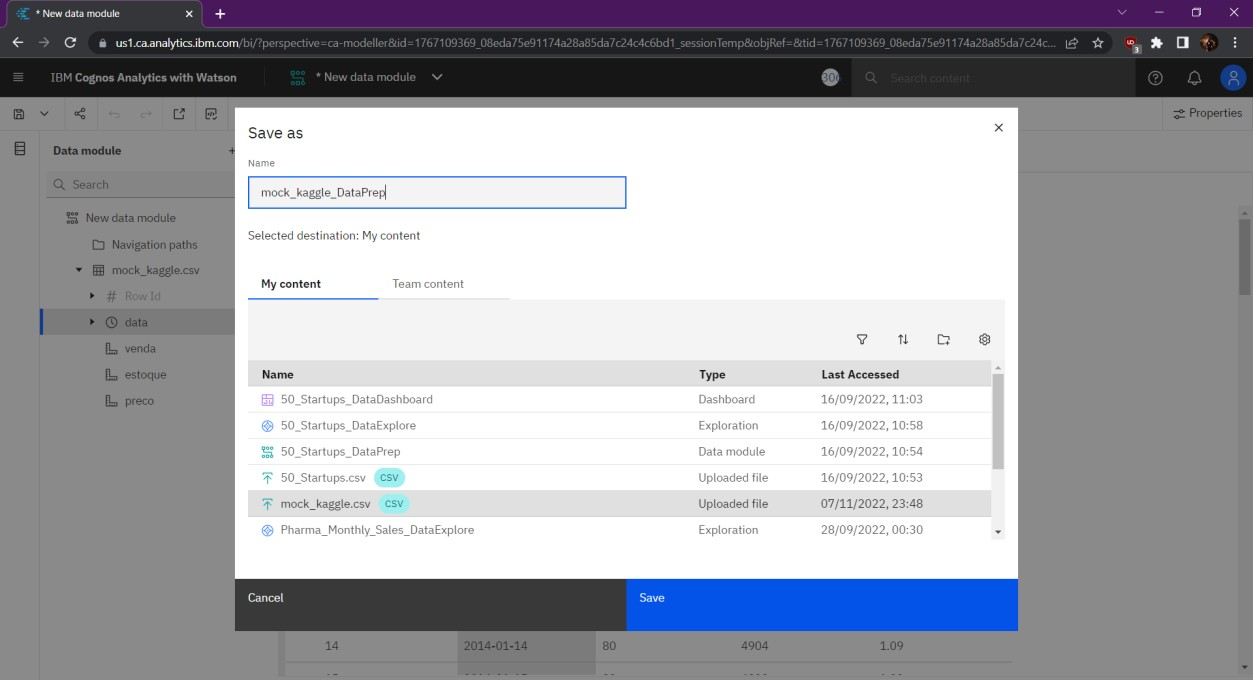 * New data module
us1.ca.analytics.ibm.com/bi/?perspective=ca-modeller&id=1767109369_08eda75e91174a28a85da7c24c4c6bd1_sessionTemp&objRef=&tid=1767109369_08eda75e91174a28a85da7c24c...
3
IBM Cognos Analytics with Watson
* New data module
Search content
Properties
Data module
Search
New data module
Navigation paths
mock_kaggle.csv
# Row Id
data
venda
estoque
preco
Save as
Name
mock_kaggle_DataPrep
Selected destination: My content
My content
Team content
Name Type Last Accessed
50_Startups_DataDashboard Dashboard 16/09/2022, 11:03
50_Startups_DataExplore Exploration 16/09/2022, 10:58
50_Startups_DataPrep Data module 16/09/2022, 10:54
50_Startups.csv CSV Uploaded file 16/09/2022, 10:53
mock_kaggle.csv CSV Uploaded file 07/11/2022, 23:48
Pharma_Monthly_Sales_DataExplore Exploration 28/09/2022, 00:30
Cancel
Save
14 2014-01-14 80 4904 1.09